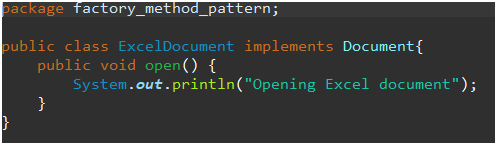 package factory_method_pattern;
public class ExcelDocument implements Document{
    public void open() {
        System.out.println("Opening Excel document");
    }
}